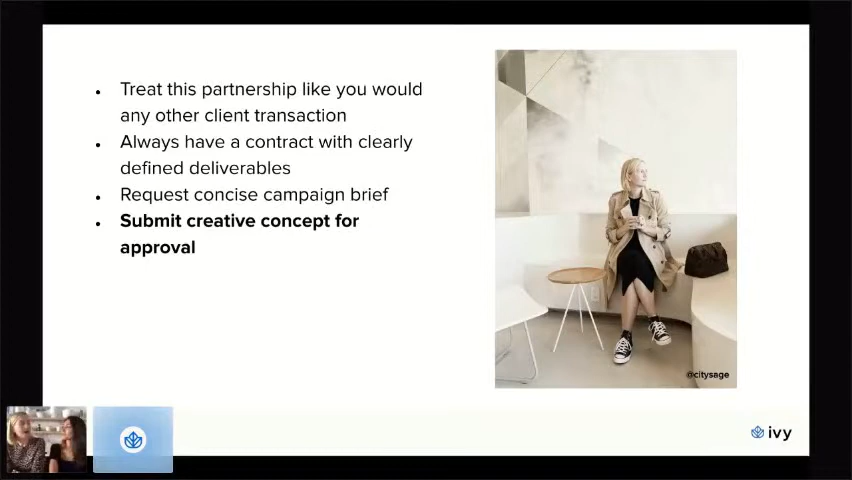 Treat this partnership like you would
any other client transaction
Always have a contract with clearly
defined deliverables
Request concise campaign brief
Submit creative concept for
approval
@citysage
ivy